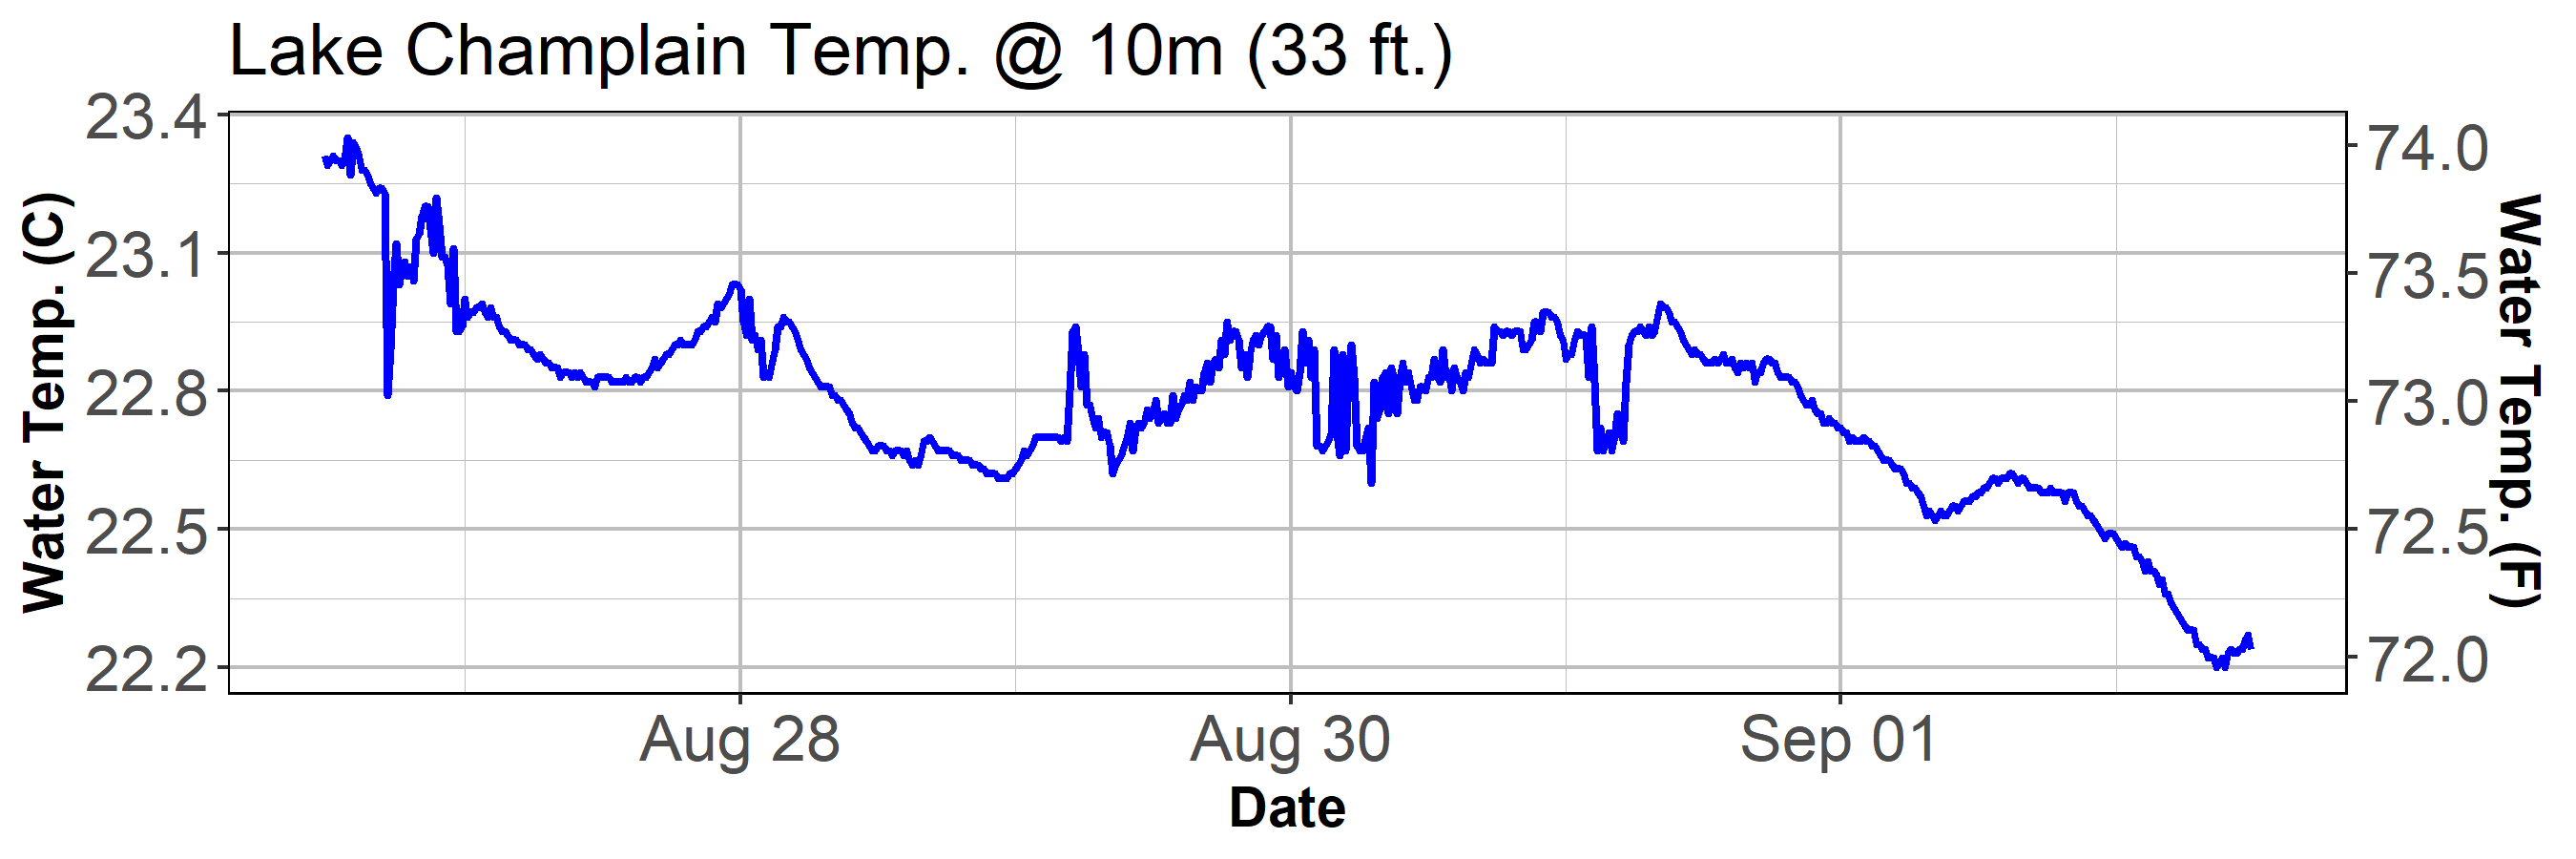 Lake Champlain Temp. @ 10m (33 ft.)
23.4
23.1
22.8
22.5
22.2
Water Temp. (C)
74.0
73.5
73.0
72.5
72.0
Water Temp. (F)
Aug 28 Aug 30 Sep 01
Date